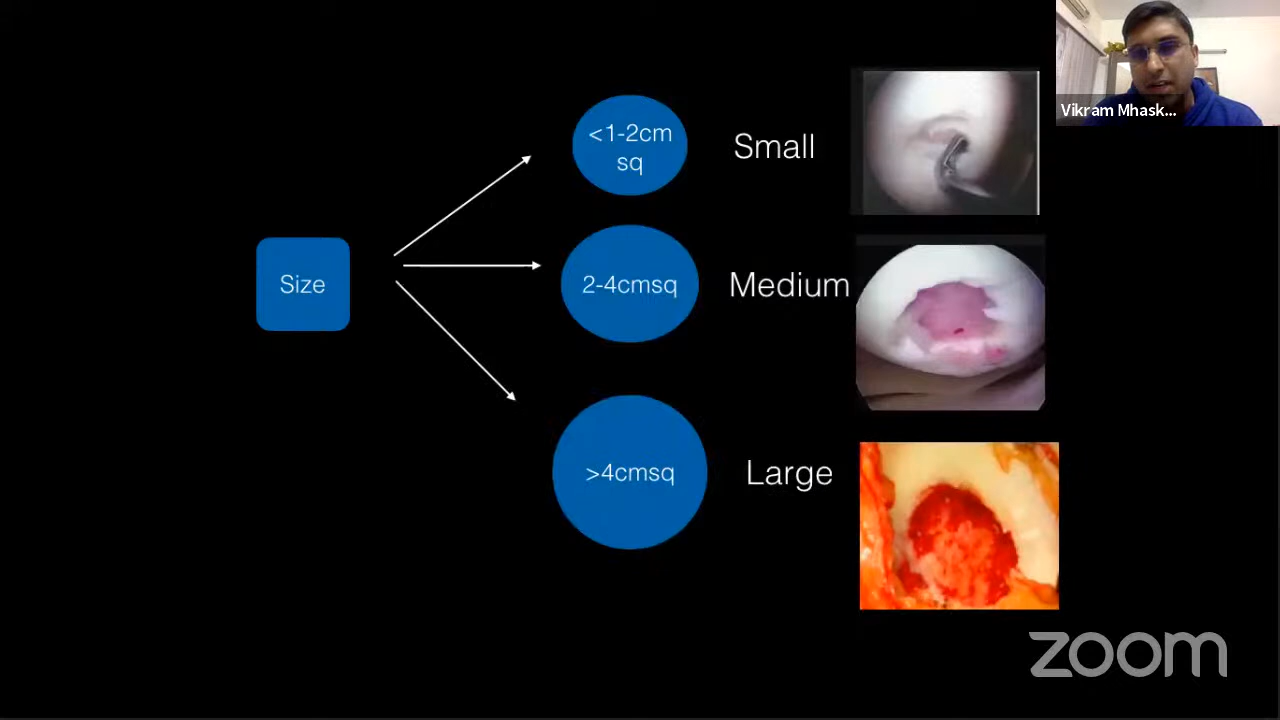 Vikram Mhask...
<1-2cm
sq
Small
Size
2-4cmsq
Medium
>4cmsq
Large
zoom